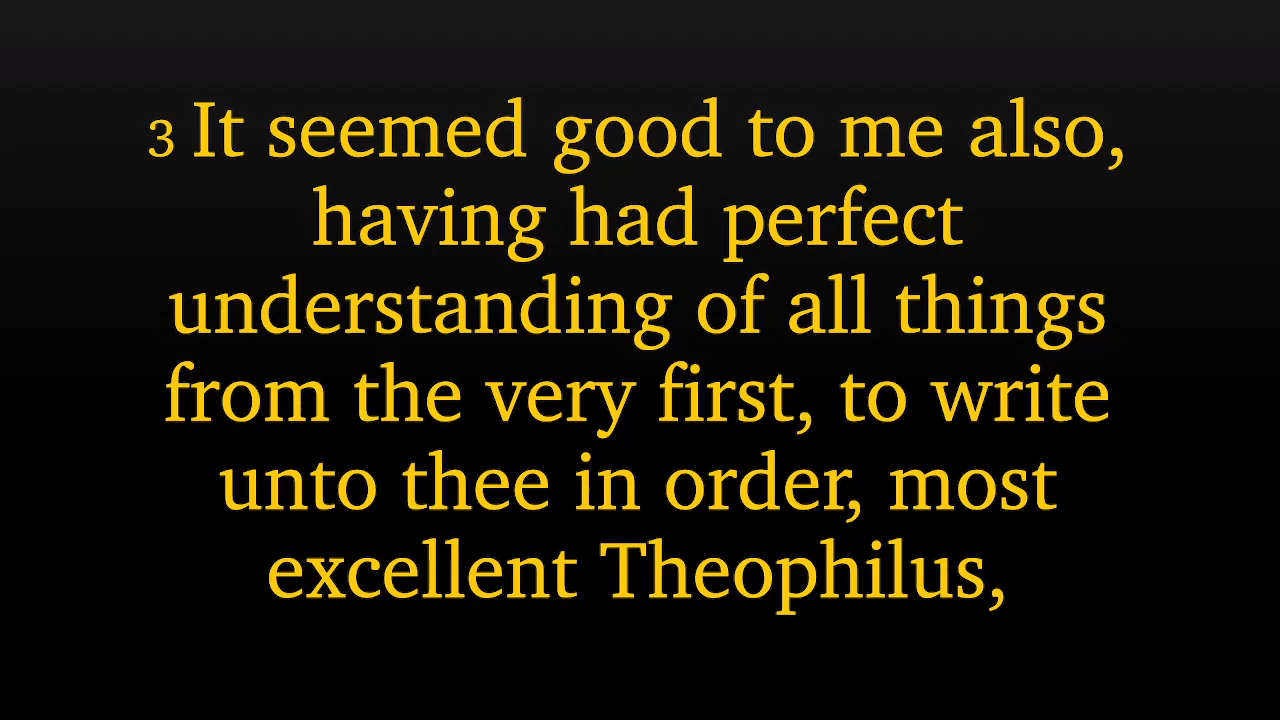 3 It seemed good to me also,
having had perfect
understanding of all things
from the very first, to write
unto thee in order, most
excellent Theophilus,